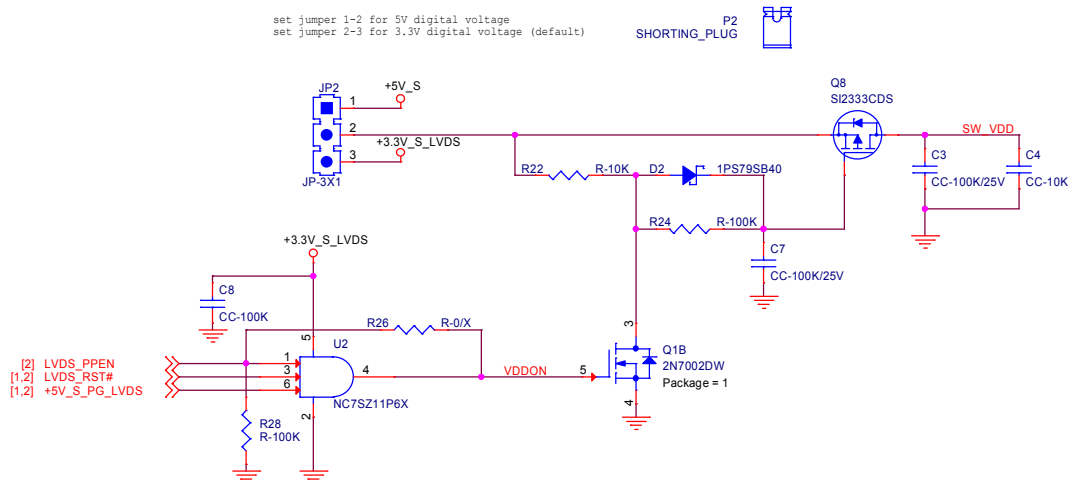 set jumper 1-2 for 5V digital voltage
set jumper 2-3 for 3.3V digital voltage (default)
P2
SHORTING_PLUG
JP2
+5V_S
1
2
+3.3V_S_LVDS
3
JP-3X1
Q8
SI2333CDS
SW_VDD
C3
CC-100K/25V
C4
CC-10K
R22
R-10K
D2
1PS79SB40
R24
R-100K
C7
CC-100K/25V
+3.3V_S_LVDS
C8
CC-100K
R26
R-0/X
5
U2
[2] LVDS_PPEN
[1,2] LVDS_RST#
[1,2] +5V_S_PG_LVDS
1
3
6
4
2
NC7SZ11P6X
VDDON
R28
R-100K
3
5
4
Q1B
2N7002DW
Package = 1